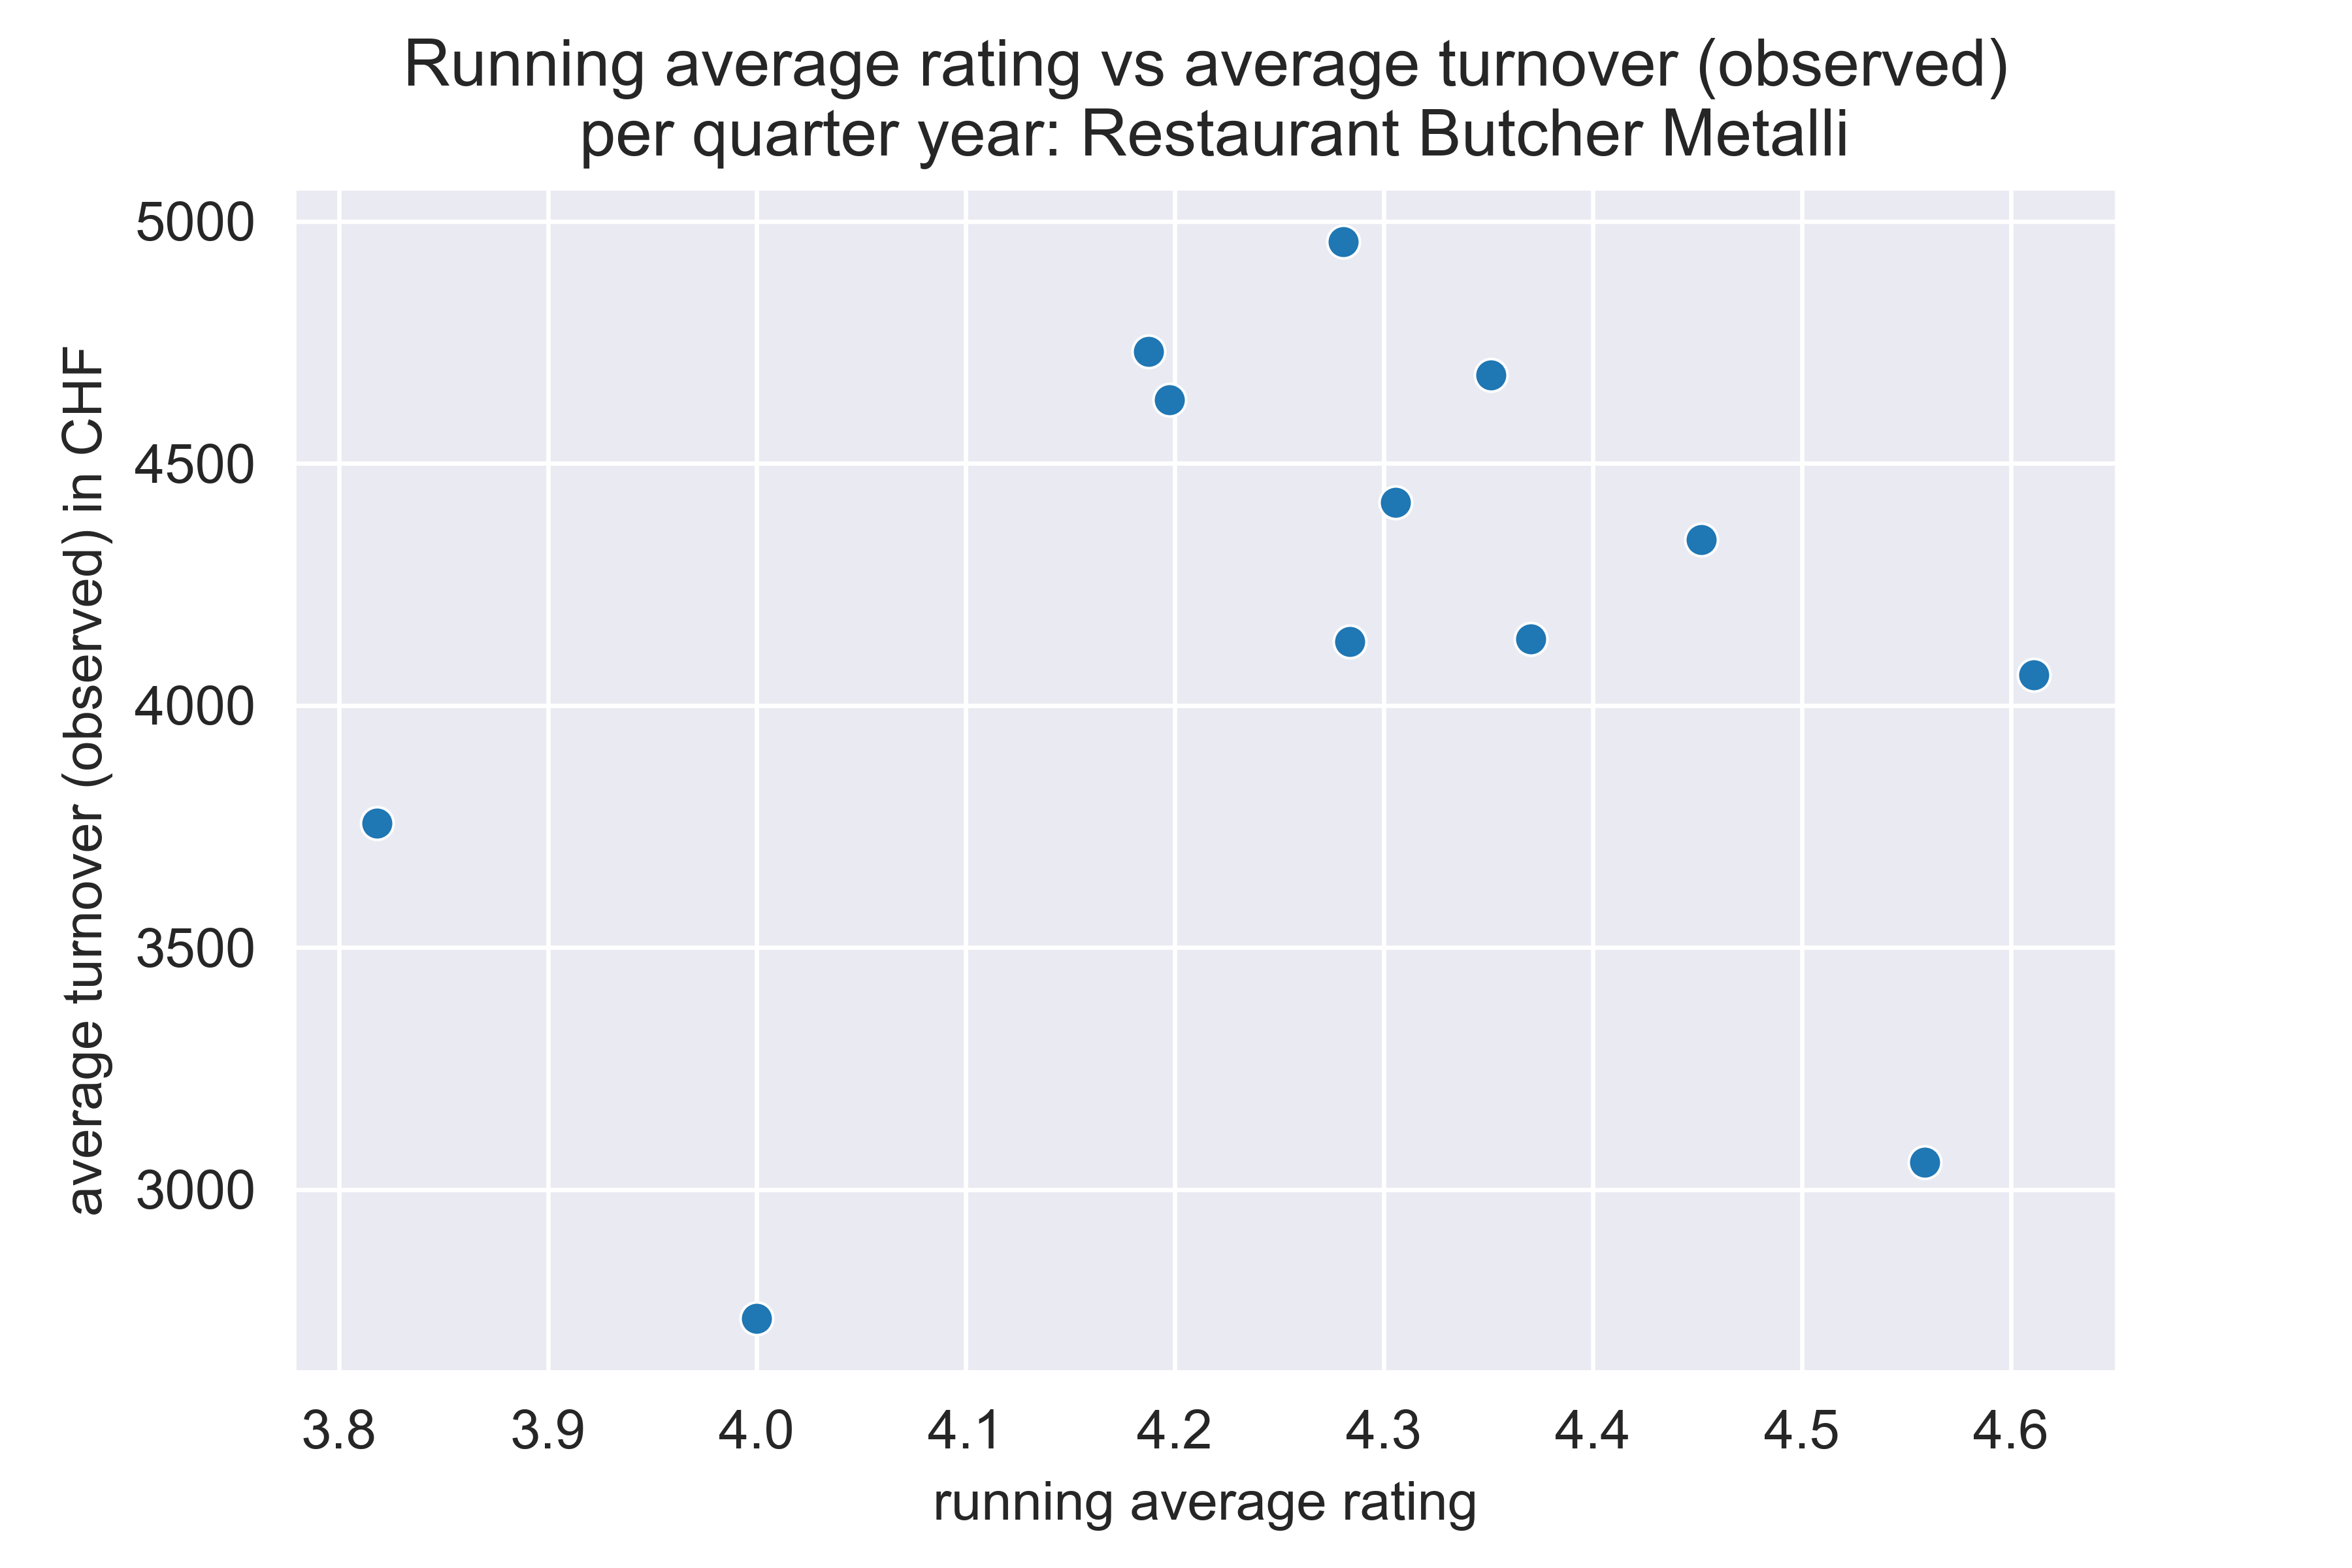 Running average rating vs average turnover (observed)
per quarter year: Restaurant Butcher Metalli
average turnover (observed) in CHF
5000
4500
4000
3500
3000
3.8 3.9 4.0 4.1 4.2 4.3 4.4 4.5 4.6
running average rating